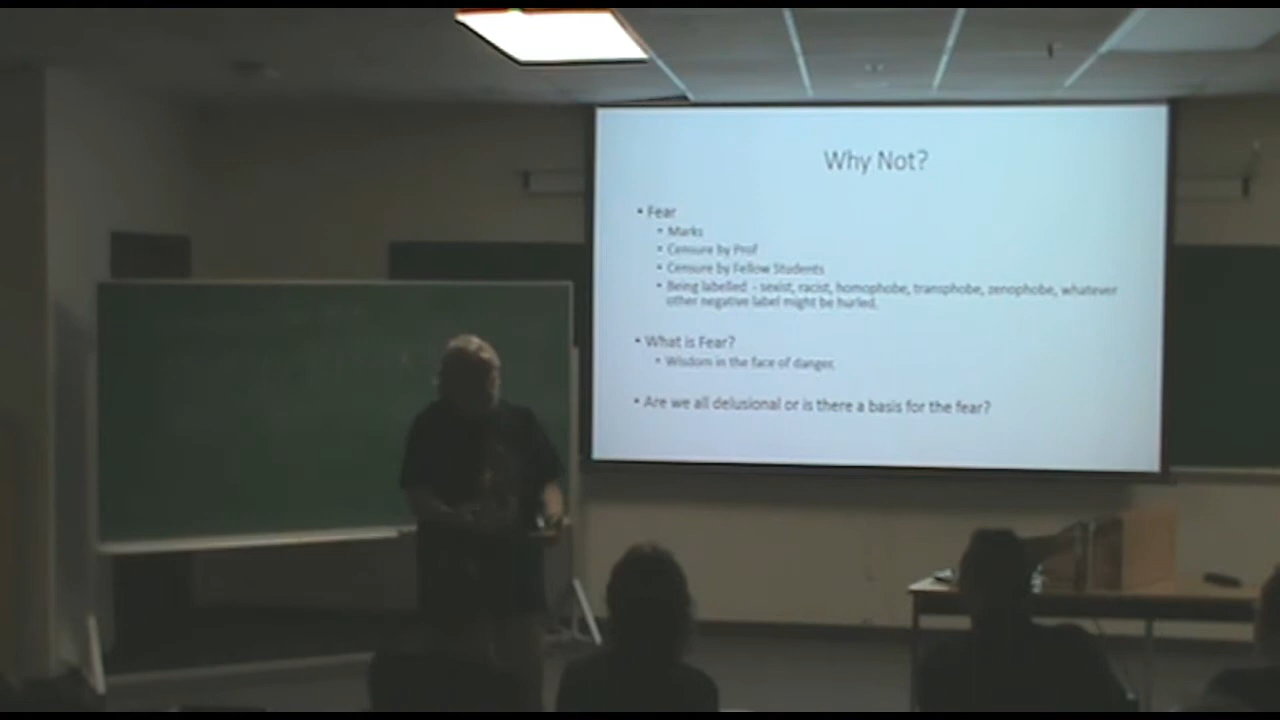 Why Not?
• Fear
• Marks
• Censure by Prof
• Censure by Fellow Students
• Being labelled - sexist, racist, homophobe, transphobe, zenophobe, whatever
other negative label might be hurled.
• What is Fear?
• Wisdom in the face of danger.
• Are we all delusional or is there a basis for the fear?